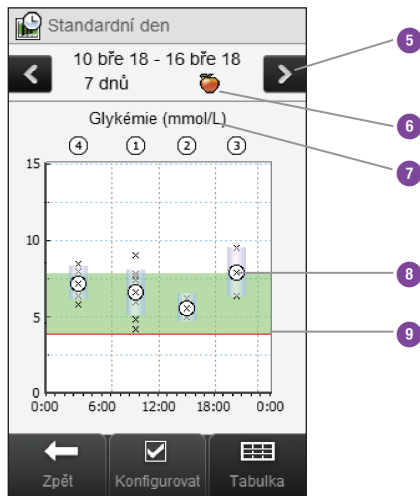 Standardní den
10 bře 18 - 16 bře 18
7 dnů
Glykémie (mmol/L)
4 1 2 3
15
10
5
0
0:00 6:00 12:00 18:00 0:00
Zpět Konfigurovat Tabulka
5
6
7
8
9